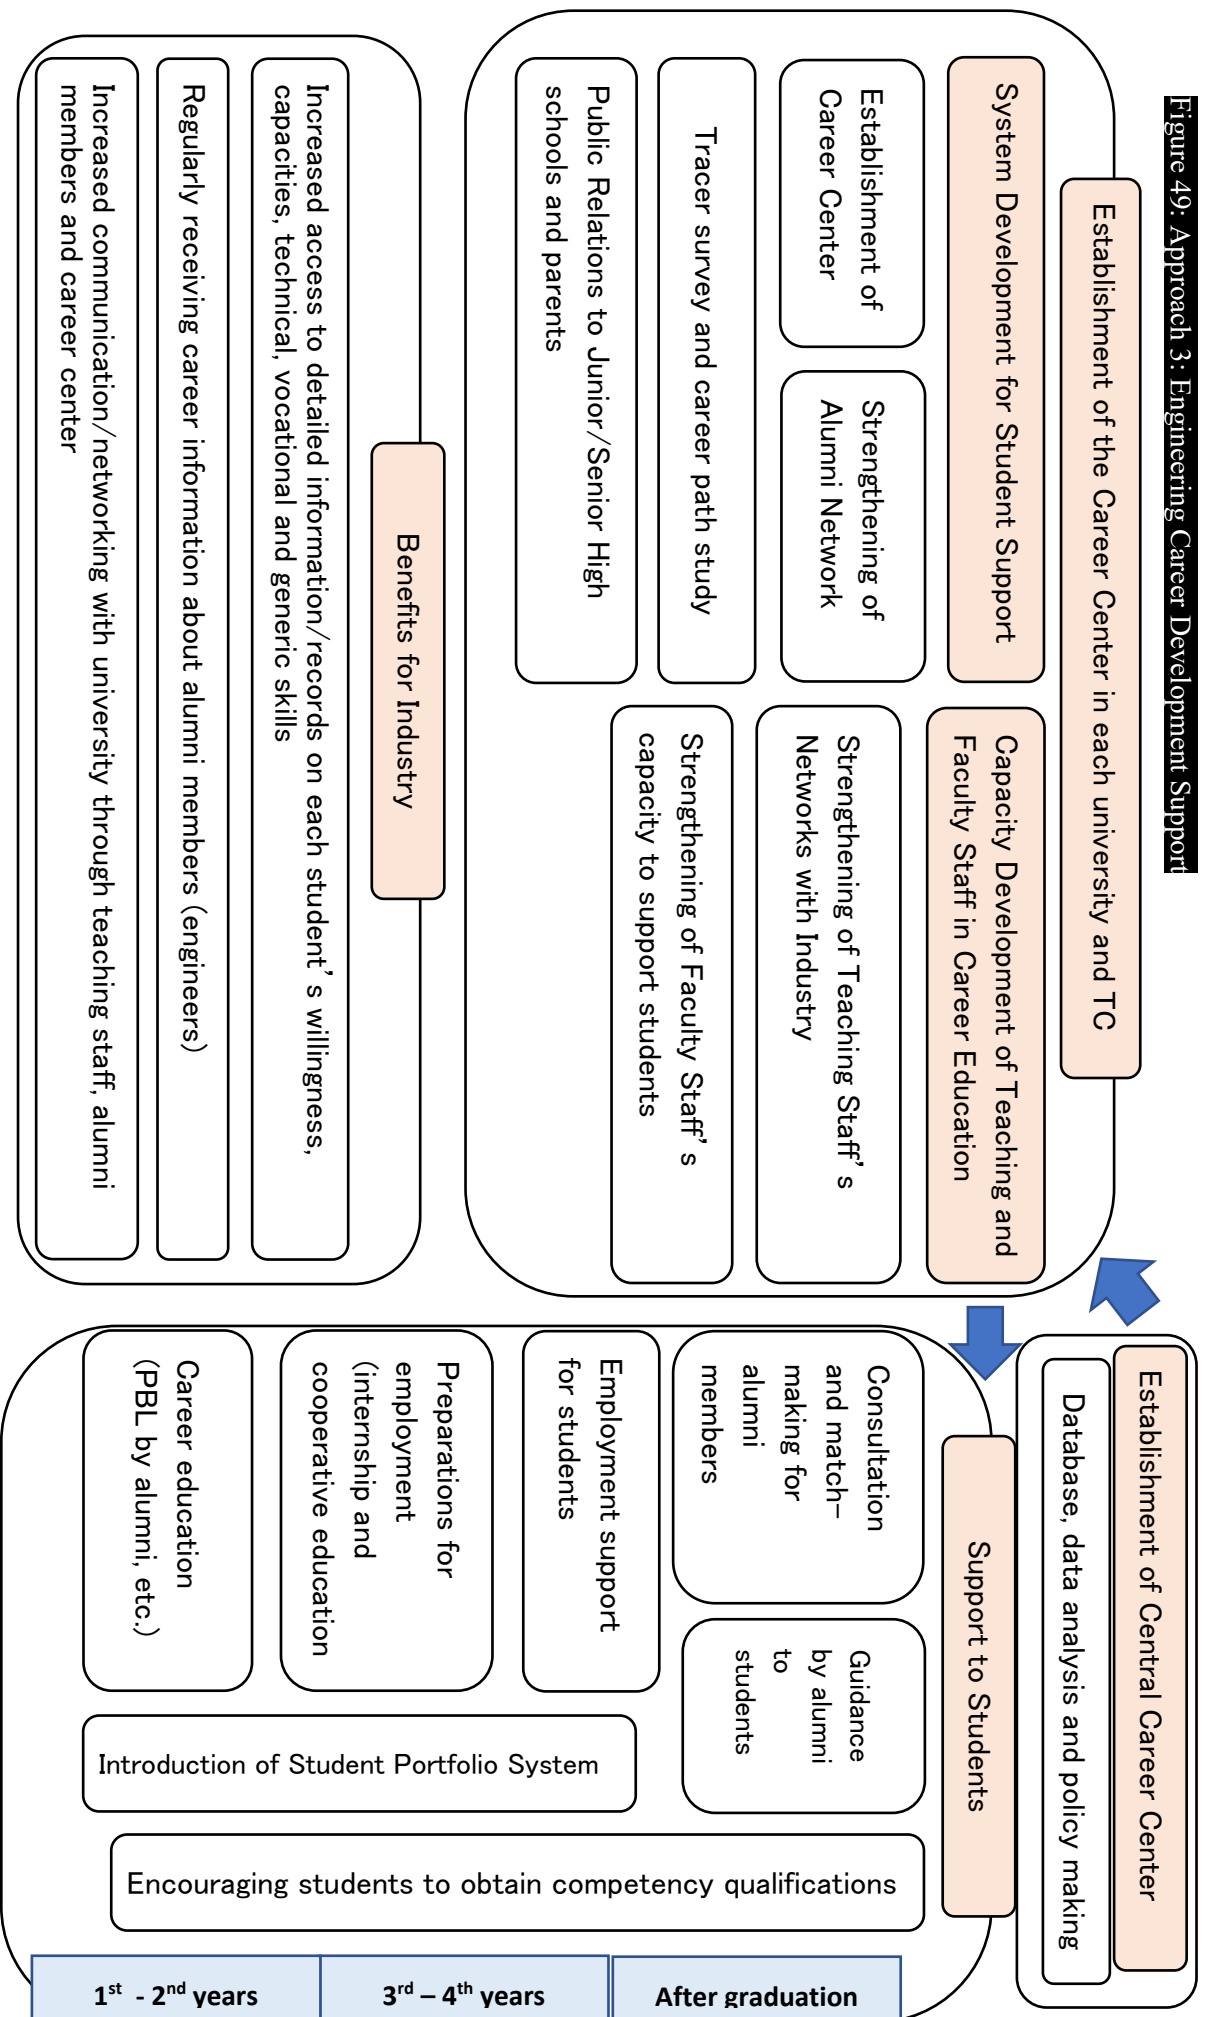 Figure 49: Approach 3: Engineering Career Development Support
Establishment of the Career Center in each university and TC
System Development for Student Support
Establishment of
Career Center
Strengthening of
Alumni Network
Tracer survey and career path study
Public Relations to Junior/Senior High
schools and parents
Capacity Development of Teaching and
Faculty Staff in Career Education
Strengthening of Teaching Staff's
Networks with Industry
Strengthening of Faculty Staff's
capacity to support students
Benefits for Industry
Increased access to detailed information/records on each student's willingness,
capacities, technical, vocational and generic skills
Regularly receiving career information about alumni members (engineers)
Increased communication/networking with university through teaching staff, alumni
members and career center
Establishment of Central Career Center
Database, data analysis and policy making
Support to Students
Consultation
and match-
making for
alumni
members
Guidance
by alumni
to
students
Employment support
for students
Preparations for
employment
(internship and
cooperative education
Career education
(PBL by alumni, etc.)
Introduction of Student Portfolio System
Encouraging students to obtain competency qualifications
1st - 2nd years
3rd – 4th years
After graduation